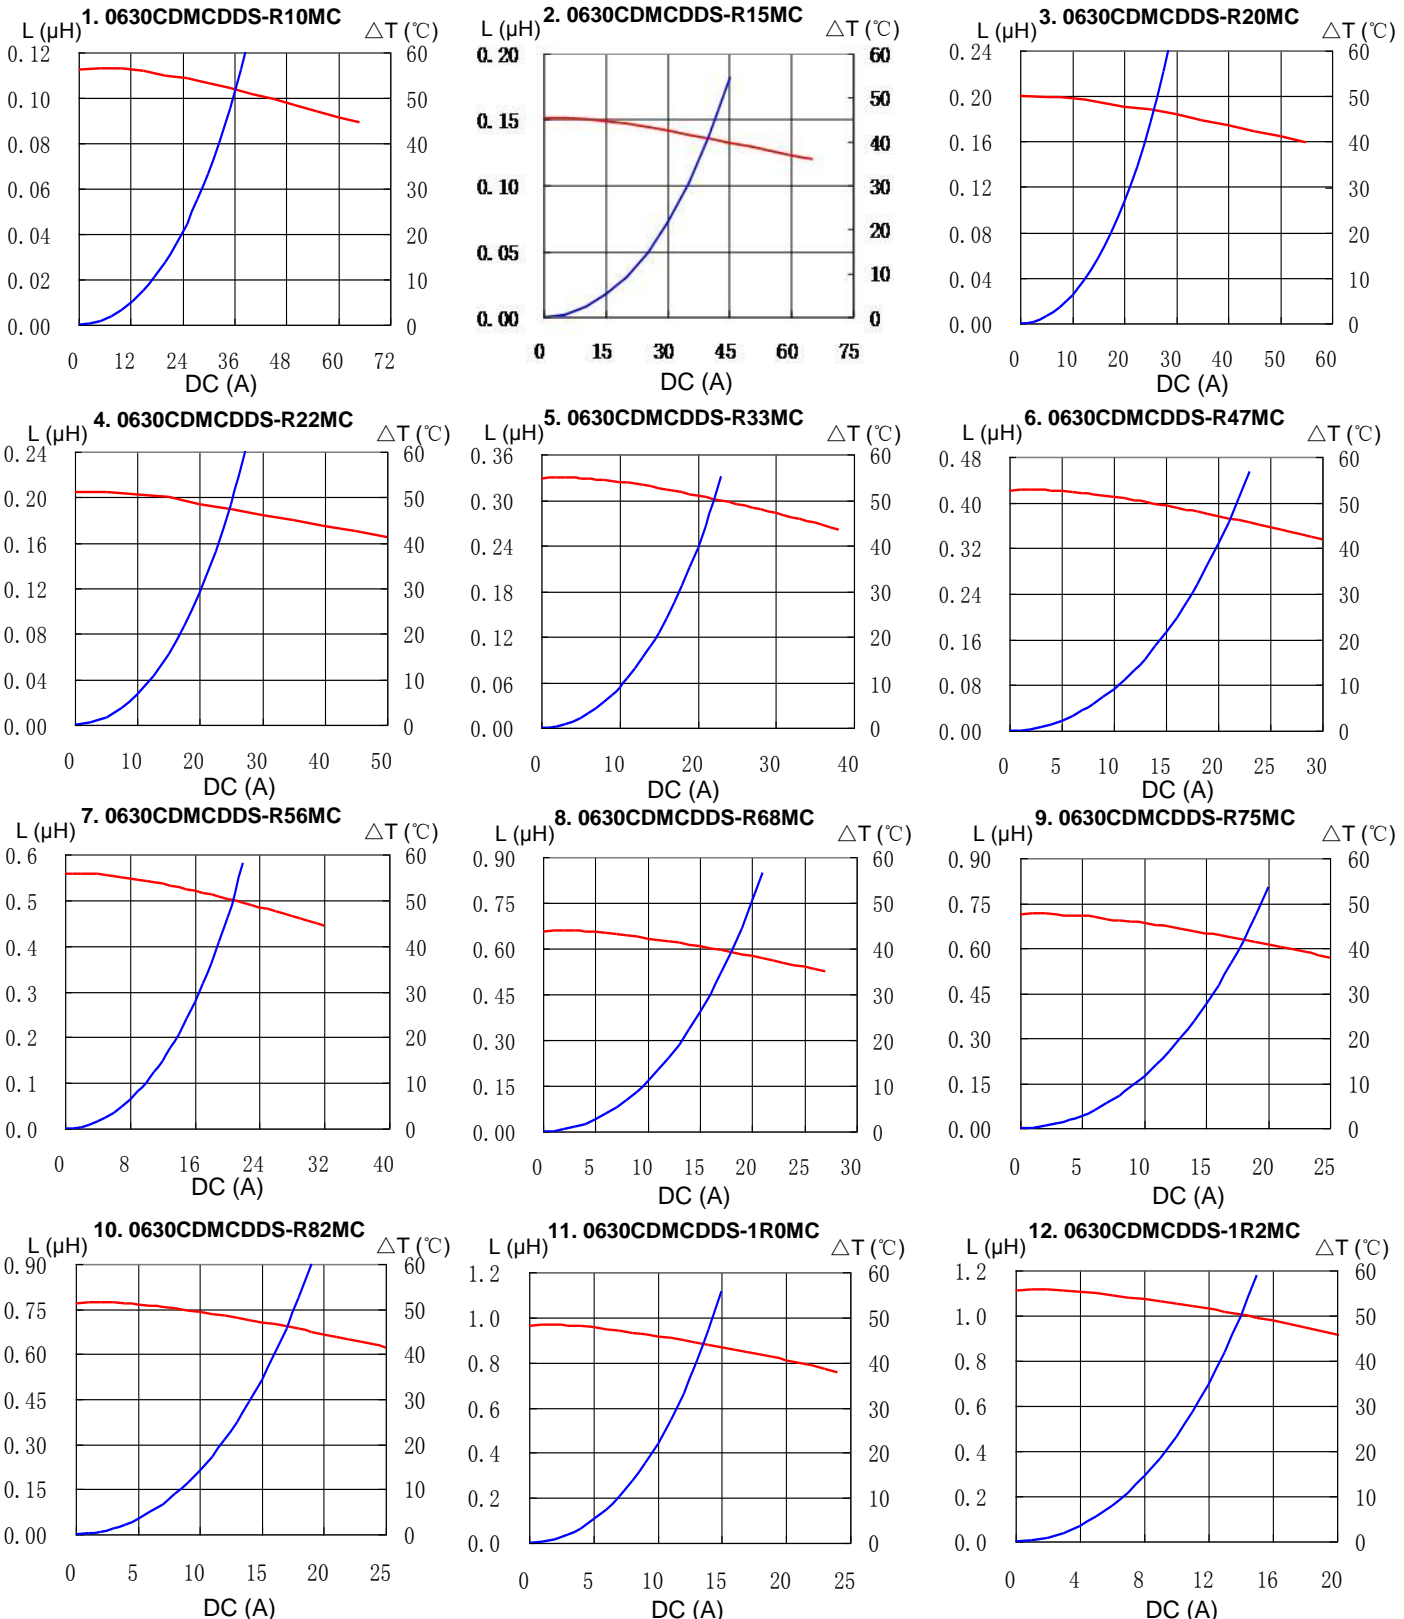 1. 0630CDMCDDS-R10MC
L (μH)
△T (℃)
0.12
0.10
0.08
0.06
0.04
0.02
0.00
60
50
40
30
20
10
0
0 12 24 36 48 60 72
DC (A)
2. 0630CDMCDDS-R15MC
L (μH)
△T (℃)
0.20
0.15
0.10
0.05
0.00
60
50
40
30
20
10
0
0 15 30 45 60 75
DC (A)
3. 0630CDMCDDS-R20MC
L (μH)
△T (℃)
0.24
0.20
0.16
0.12
0.08
0.04
0.00
60
50
40
30
20
10
0
0 10 20 30 40 50 60
DC (A)
4. 0630CDMCDDS-R22MC
L (μH)
△T (℃)
0.24
0.20
0.16
0.12
0.08
0.04
0.00
60
50
40
30
20
10
0
0 10 20 30 40 50
DC (A)
5. 0630CDMCDDS-R33MC
L (μH)
△T (℃)
0.36
0.30
0.24
0.18
0.12
0.06
0.00
60
50
40
30
20
10
0
0 10 20 30 40
DC (A)
6. 0630CDMCDDS-R47MC
L (μH)
△T (℃)
0.48
0.40
0.32
0.24
0.16
0.08
0.00
60
50
40
30
20
10
0
0 5 10 15 20 25 30
DC (A)
7. 0630CDMCDDS-R56MC
L (μH)
△T (℃)
0.6
0.5
0.4
0.3
0.2
0.1
0.0
60
50
40
30
20
10
0
0 8 16 24 32 40
DC (A)
8. 0630CDMCDDS-R68MC
L (μH)
△T (℃)
0.90
0.75
0.60
0.45
0.30
0.15
0.00
60
50
40
30
20
10
0
0 5 10 15 20 25 30
DC (A)
9. 0630CDMCDDS-R75MC
L (μH)
△T (℃)
0.90
0.75
0.60
0.45
0.30
0.15
0.00
60
50
40
30
20
10
0
0 5 10 15 20 25
DC (A)
10. 0630CDMCDDS-R82MC
L (μH)
△T (℃)
0.90
0.75
0.60
0.45
0.30
0.15
0.00
60
50
40
30
20
10
0
0 5 10 15 20 25
DC (A)
11. 0630CDMCDDS-1R0MC
L (μH)
△T (℃)
1.2
1.0
0.8
0.6
0.4
0.2
0.0
60
50
40
30
20
10
0
0 5 10 15 20 25
DC (A)
12. 0630CDMCDDS-1R2MC
L (μH)
△T (℃)
1.2
1.0
0.8
0.6
0.4
0.2
0.0
60
50
40
30
20
10
0
0 4 8 12 16 20
DC (A)